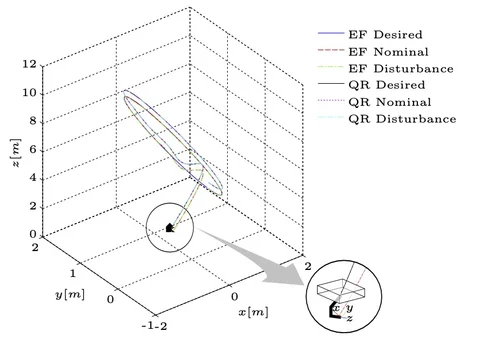 EF Desired
EF Nominal
EF Disturbance
QR Desired
QR Nominal
QR Disturbance
12
10
8
6
4
2
0
z[m]
2
1
0
-1
y[m]
-2
0
2
x[m]
x y
z